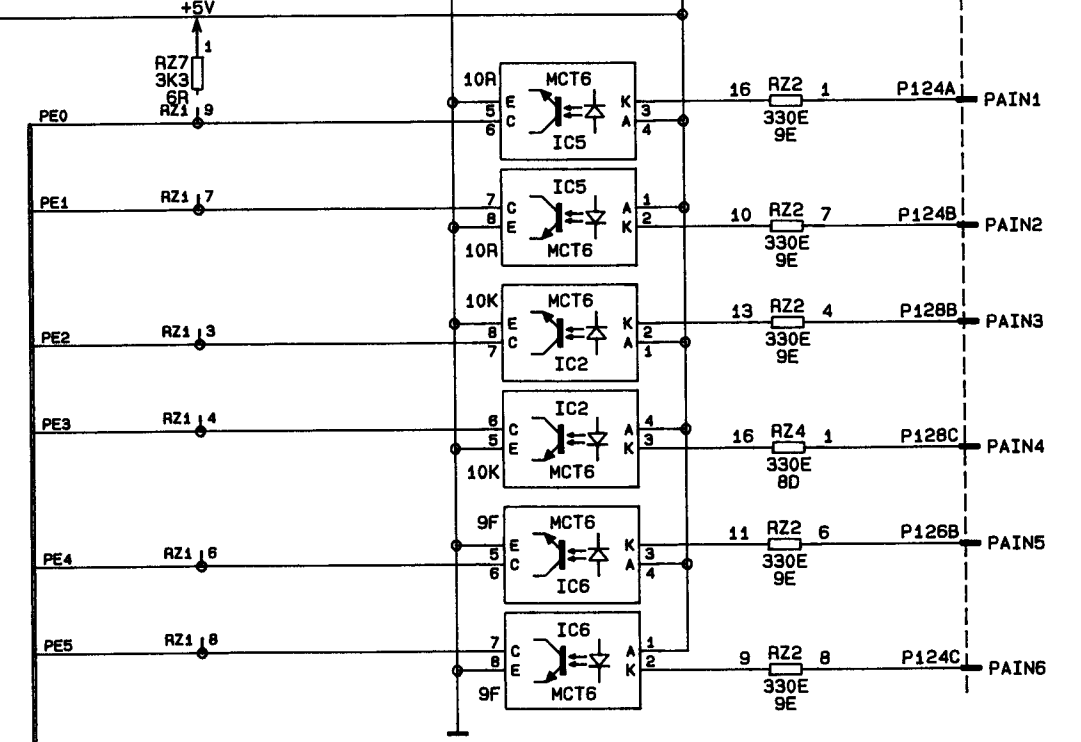 +5V
1
RZ7
3K3
6R
RZ1 9
PE0
10R
MCT6
E
5
C
6
K
3
A
4
IC5
16 RZ2 1
330E
9E
P124A
PAIN1
PE1
RZ1 7
IC5
7
C
8
E
A
1
K
2
10R
MCT6
10 RZ2 7
330E
9E
P124B
PAIN2
PE2
RZ1 3
10K
MCT6
E
8
C
7
K
2
A
1
IC2
13 RZ2 4
330E
9E
P128B
PAIN3
PE3
RZ1 4
IC2
6
C
5
E
A
4
K
3
10K
MCT6
16 RZ4 1
330E
8D
P128C
PAIN4
PE4
RZ1 6
9F
MCT6
E
5
C
6
K
3
A
4
IC6
11 RZ2 6
330E
9E
P126B
PAIN5
PE5
RZ1 8
IC6
7
C
8
E
A
1
K
2
9F
MCT6
9 RZ2 8
330E
9E
P124C
PAIN6